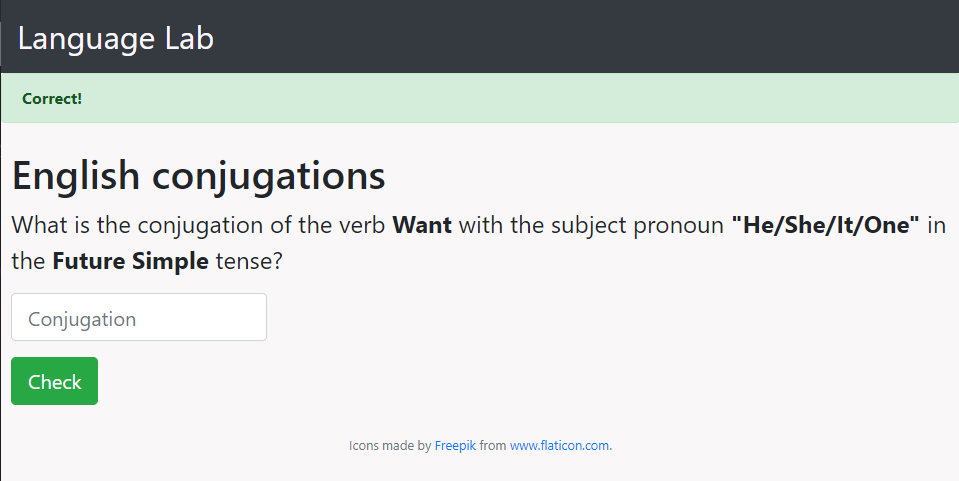 Language Lab
Correct!
English conjugations
What is the conjugation of the verb Want with the subject pronoun "He/She/It/One" in
the Future Simple tense?
Conjugation
Check
Icons made by Freepik from www.flaticon.com.